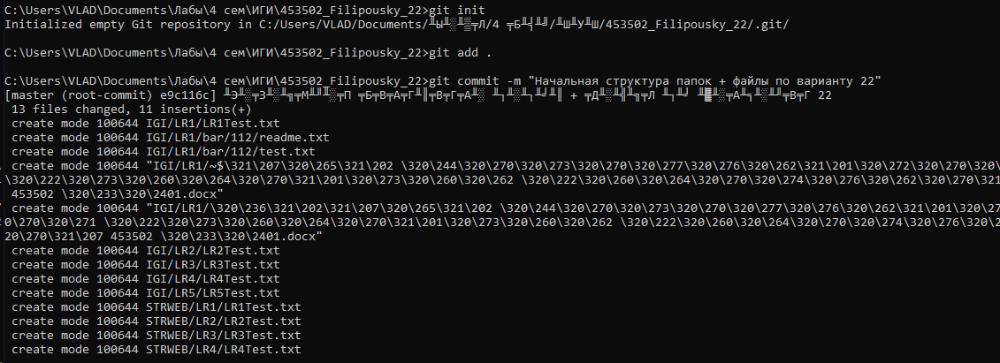 C:\Users\VLAD\Documents\Лабы\4 сем\ИГИ\453502_Filipousky_22>git init
Initialized empty Git repository in C:/Users/VLAD/Documents/╨Ы╨░╨▒╤Л/4 ╤Б╨╡╨╝/╨Ш╨У╨Ш/453502_Filipousky_22/.git/
C:\Users\VLAD\Documents\Лабы\4 сем\ИГИ\453502_Filipousky_22>git add .
C:\Users\VLAD\Documents\Лабы\4 сем\ИГИ\453502_Filipousky_22>git commit -m "Начальная структура папок + файлы по варианту 22"
[master (root-commit) e9c116c]
13 files changed, 11 insertions(+)
create mode 100644 IGI/LR1/LR1Test.txt
create mode 100644 IGI/LR1/bar/112/readme.txt
create mode 100644 IGI/LR1/bar/112/test.txt
create mode 100644 "IGI/LR1/~$\321\207\320\265\321\202 \320\244\320\270\320\273\320\270\320\277\320\276\320\262\321\201\320\272\320\270\320\
\320\222\320\273\320\260\320\264\320\270\321\201\320\273\320\260\320\262 \320\222\320\260\320\264\320\270\320\274\320\276\320\262\320\270\321
453502 \320\233\320\2401.docx"
create mode 100644 "IGI/LR1/\320\236\321\202\321\207\320\265\321\202 \320\244\320\270\320\273\320\270\320\277\320\276\320\262\321\201\320\27
0\270\320\271 \320\222\320\273\320\260\320\264\320\270\321\201\320\273\320\260\320\262 \320\222\320\260\320\264\320\270\320\274\320\276\320\2
20\270\321\207 453502 \320\233\320\2401.docx"
create mode 100644 IGI/LR2/LR2Test.txt
create mode 100644 IGI/LR3/LR3Test.txt
create mode 100644 IGI/LR4/LR4Test.txt
create mode 100644 IGI/LR5/LR5Test.txt
create mode 100644 STRWEB/LR1/LR1Test.txt
create mode 100644 STRWEB/LR2/LR2Test.txt
create mode 100644 STRWEB/LR3/LR3Test.txt
create mode 100644 STRWEB/LR4/LR4Test.txt